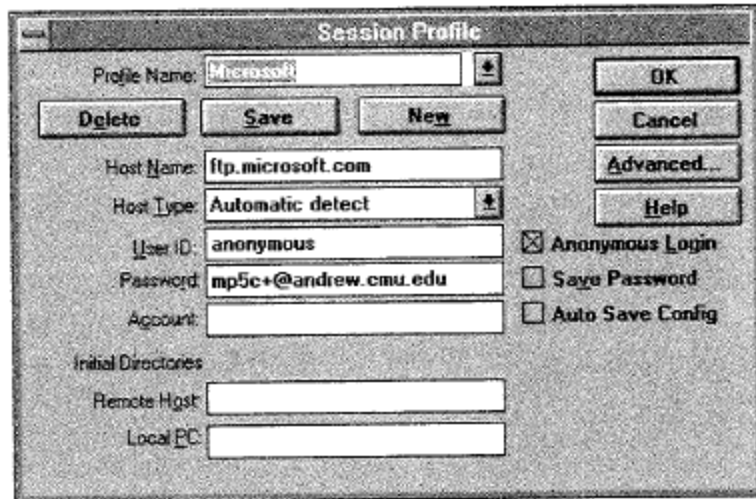 Session Profile
Profile Name: Microsoft
OK
Delete Save New
Cancel
Host Name: ftp.microsoft.com
Advanced...
Host Type: Automatic detect
Help
User ID: anonymous
Anonymous Login
Password: mp5c+@andrew.cmu.edu
Save Password
Account:
Auto Save Config
Initial Directories
Remote Host:
Local PC: